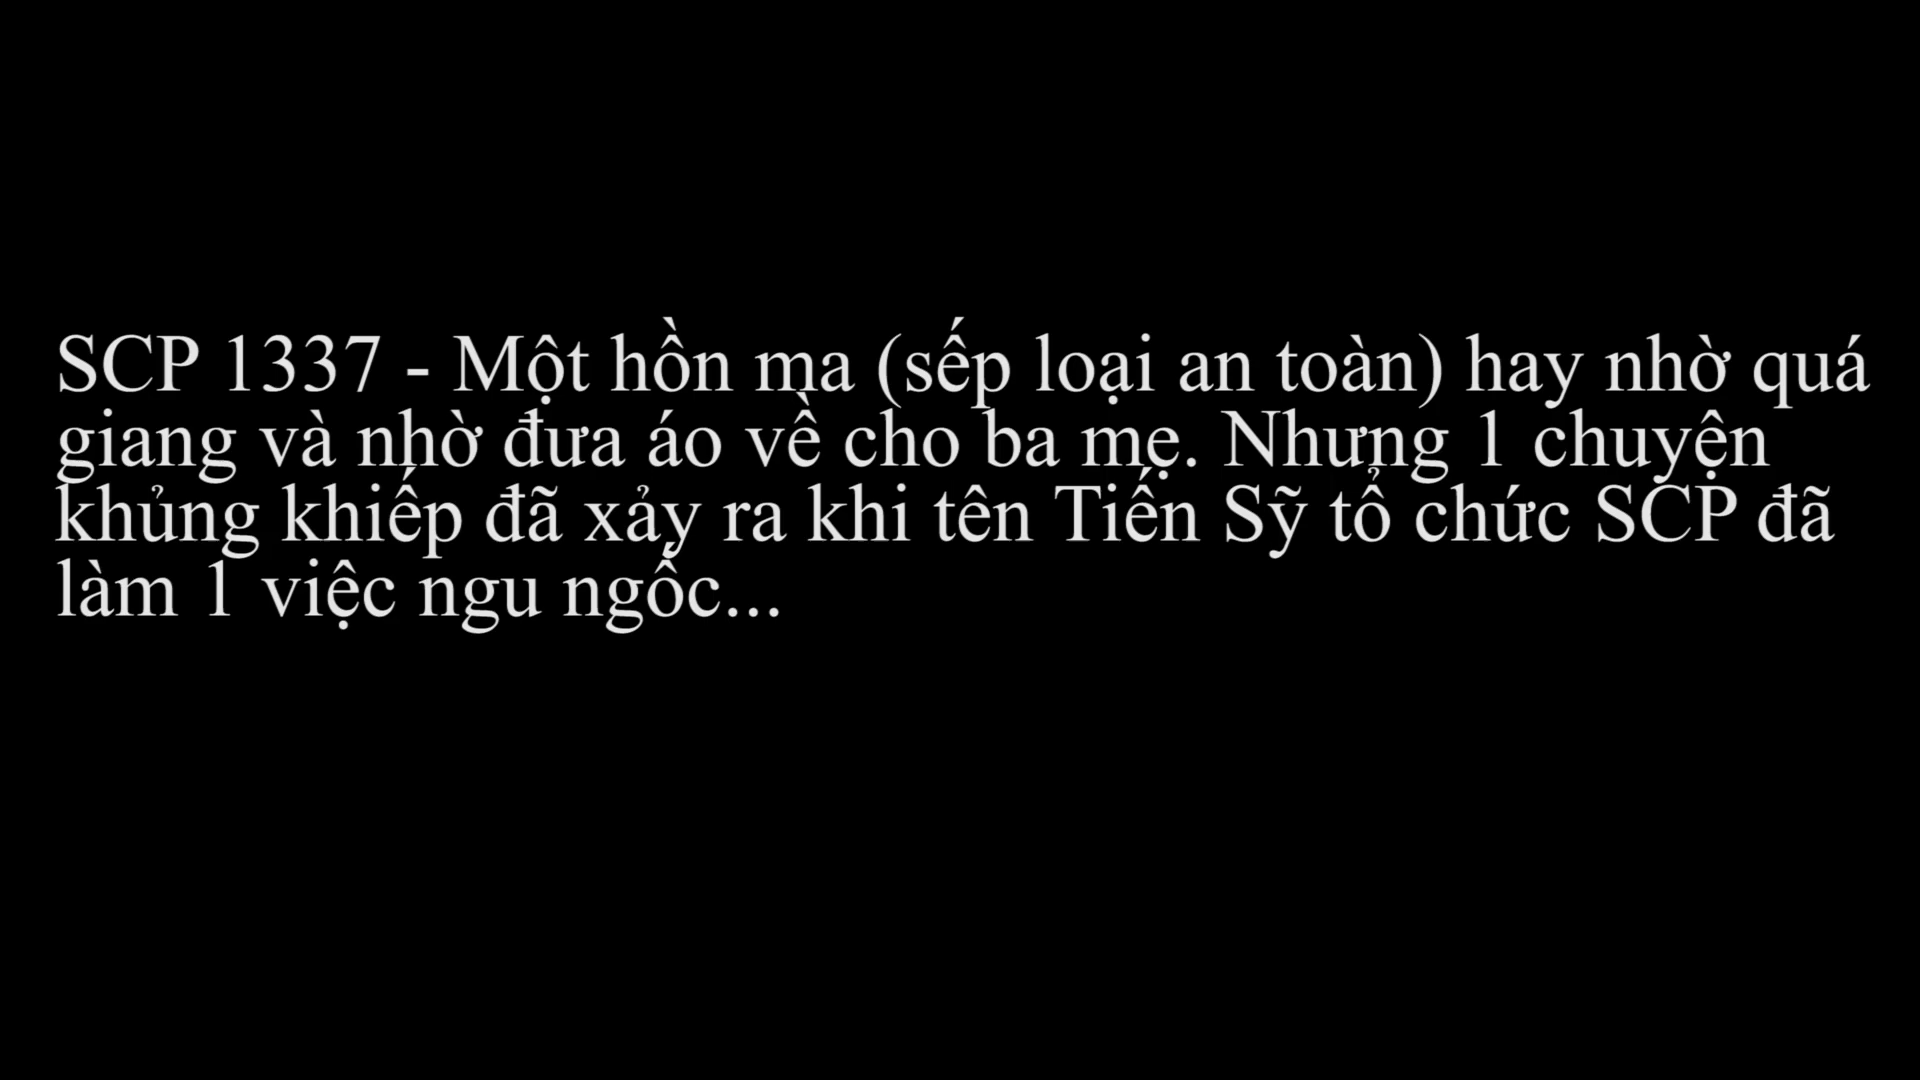 SCP 1337 - Một hồn ma (sếp loại an toàn) hay nhờ quá
giang và nhờ đưa áo về cho ba mẹ. Nhưng 1 chuyện
khủng khiếp đã xảy ra khi tên Tiến Sỹ tổ chức SCP đã
làm 1 việc ngu ngốc...